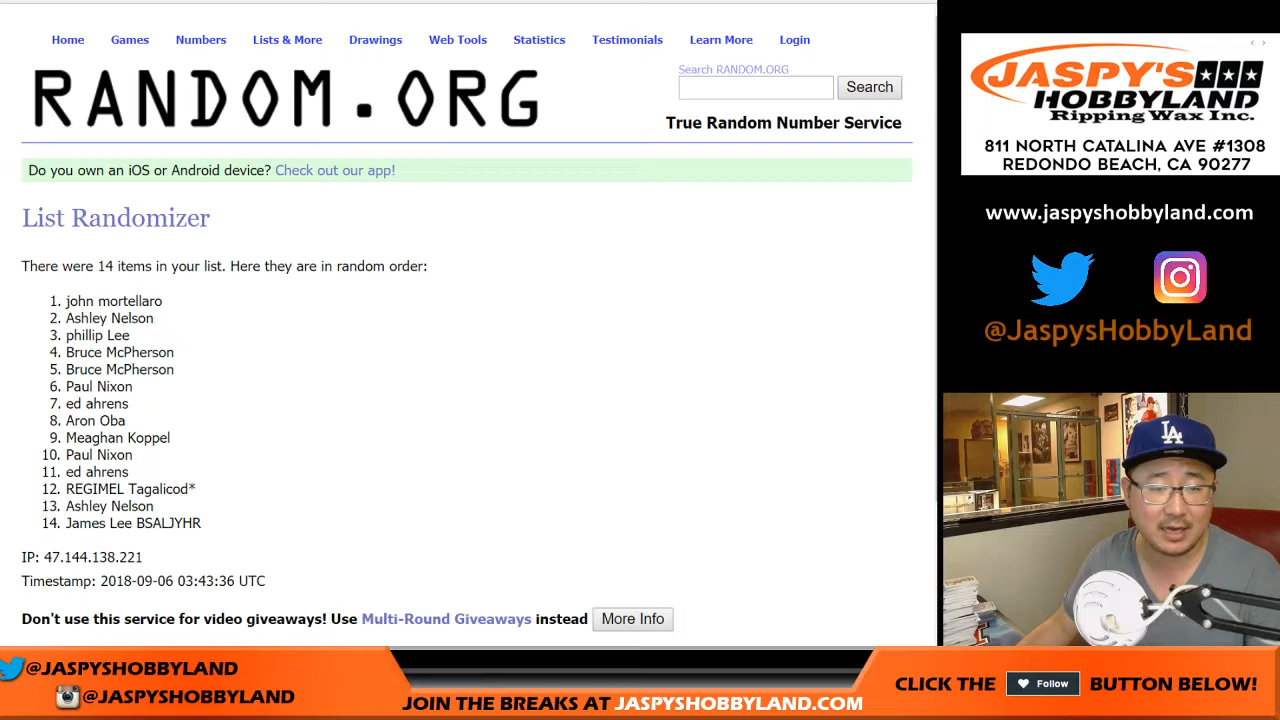 Home Games Numbers Lists & More Drawings Web Tools Statistics Testimonials Learn More Login
RANDOM.ORG
Search RANDOM.ORG
Search
True Random Number Service
Do you own an iOS or Android device? Check out our app!
List Randomizer
There were 14 items in your list. Here they are in random order:
1. john mortellaro
2. Ashley Nelson
3. phillip Lee
4. Bruce McPherson
5. Bruce McPherson
6. Paul Nixon
7. ed ahrens
8. Aron Oba
9. Meaghan Koppel
10. Paul Nixon
11. ed ahrens
12. REGIMEL Tagalicod*
13. Ashley Nelson
14. James Lee BSALJYHR
IP: 47.144.138.221
Timestamp: 2018-09-06 03:43:36 UTC
Don't use this service for video giveaways! Use Multi-Round Giveaways instead More Info
JASPY'S
HOBBYLAND
Ripping Wax Inc.
811 NORTH CATALINA AVE #1308
REDONDO BEACH, CA 90277
www.jaspyshobbyland.com
@JaspysHobbyLand
LA
@JASPYSHOBBYLAND
@JASPYSHOBBYLAND
JOIN THE BREAKS AT JASPYSHOBBYLAND.COM
CLICK THE Follow BUTTON BELOW!